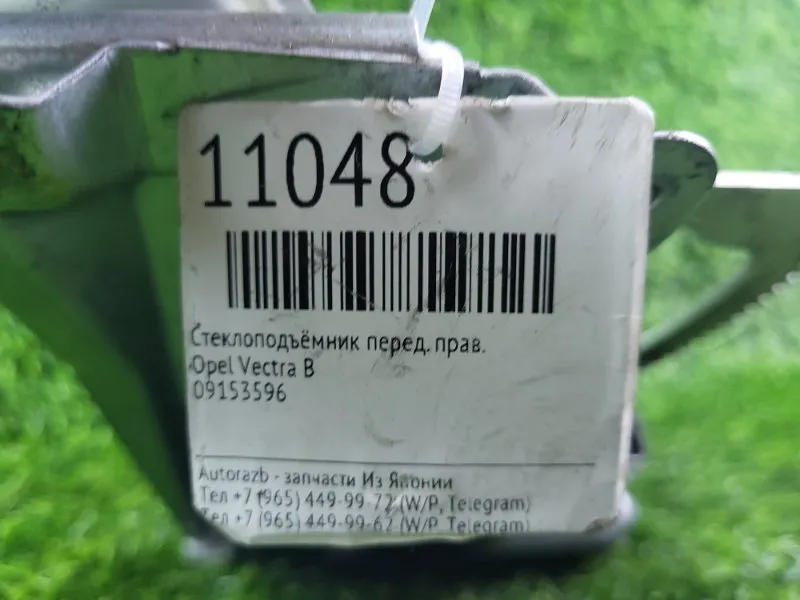 11048
Стеклоподъёмник перед. прав.
Opel Vectra B
09153596
Autorazb - запчасти Из Японии
Тел +7 (965) 449-99-72 (W/P, Telegram)
Тел +7 (965) 449-99-62 (W/P, Telegram)